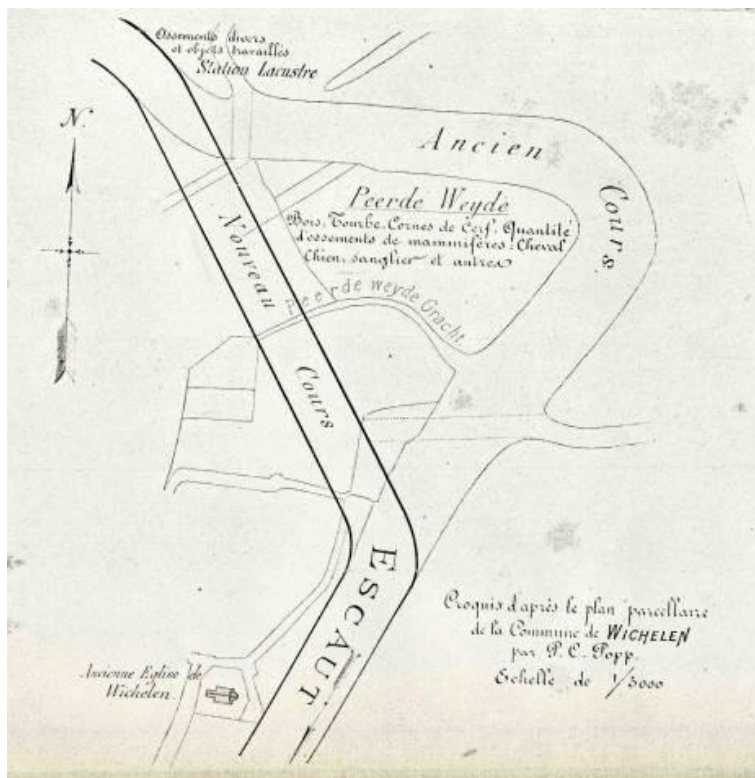 Ossements divers
et objets travaillés
Station Lacustre
N.
Ancien
Cours
Peerde Weyde
Bois, Tourbe, Cornes de Cerf, Quantité
d'ossements de mammifères: Cheval
Chien, sanglier et autres
Nouveau
Peerde weyde Gracht
Cours
ESCAUT
Croquis d'après le plan parcellaire
de la Commune de WICHELEN
par P. C. Popp.
Echelle de 1/5000
Ancienne Eglise de
Wichelen.